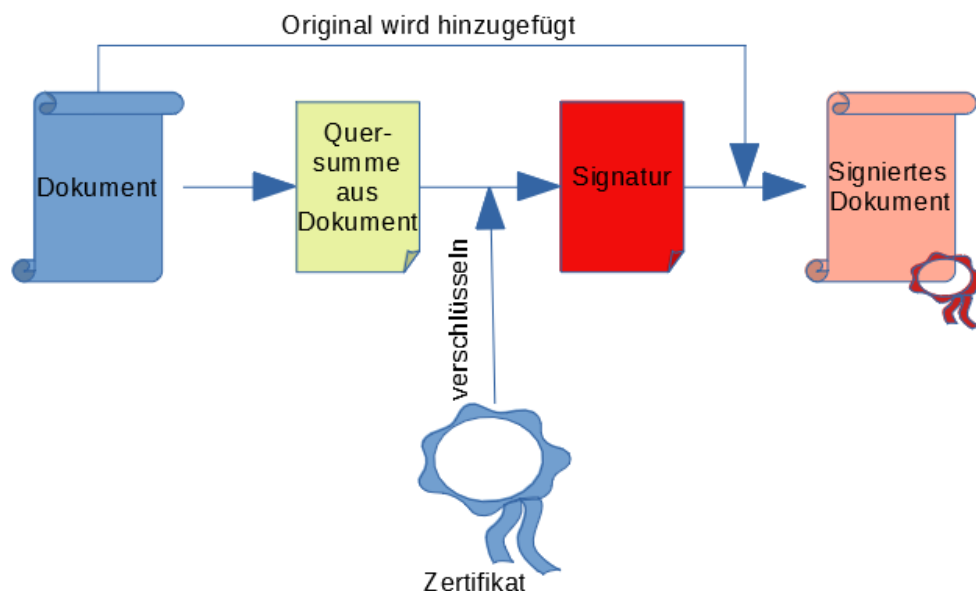 Original wird hinzugefügt
Dokument
Quer-
summe
aus
Dokument
verschlüsseln
Signatur
Signiertes
Dokument
Zertifikat